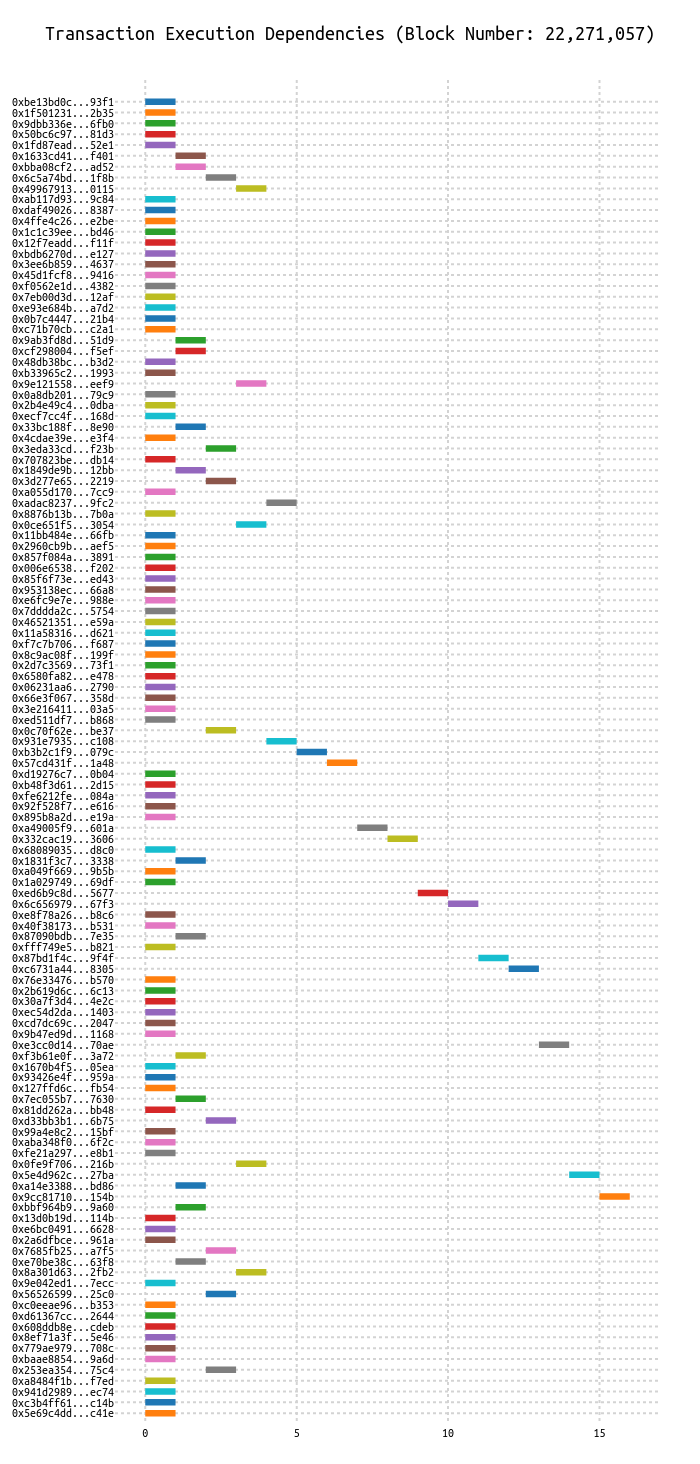 Transaction Execution Dependencies (Block Number: 22,271,057)
0xbe13bd0c...93f1
0x1f501231...2b35
0x9dbb336e...6fb0
0x50bc6c97...81d3
0x1fd87ead...52e1
0x1633cd41...f401
0xbba08cf2...ad52
0x6c5a74bd...1f8b
0x49967913...0115
0xab117d93...9c84
0xdaf49026...8387
0x4ffe4c26...e2be
0x1c1c39ee...bd46
0x12f7eadd...f11f
0xbdb6270d...e127
0x3ee6b859...4637
0x45d1fcf8...9416
0xf0562e1d...4382
0x7eb00d3d...12af
0xe93e684b...a7d2
0x0b7c4447...21b4
0xc71b70cb...c2a1
0x9ab3fd8d...51d9
0xcf298004...f5ef
0x48db38bc...b3d2
0xb33965c2...1993
0x9e121558...eef9
0x0a8db201...79c9
0x2b4e49c4...0dba
0xecf7cc4f...168d
0x33bc188f...8e90
0x4cdae39e...e3f4
0x3eda33cd...f23b
0x707823be...db14
0x1849de9b...12bb
0x3d277e65...2219
0xa055d170...7cc9
0xadac8237...9fc2
0x8876b13b...7b0a
0x0ce651f5...3054
0x11bb484e...66fb
0x2960cb9b...aef5
0x857f084a...3891
0x006e6538...f202
0x85f6f73e...ed43
0x953138ec...66a8
0xe6fc9e7e...988e
0x7dddda2c...5754
0x46521351...e59a
0x11a58316...d621
0xf7c7b706...f687
0x8c9ac08f...199f
0x2d7c3569...73f1
0x6580fa82...e478
0x06231aa6...2790
0x66e3f067...358d
0x3e216411...03a5
0xed511df7...b868
0x0c70f62e...be37
0x931e7935...c108
0xb3b2c1f9...079c
0x57cd431f...1a48
0xd19276c7...0b04
0xb48f3d61...2d15
0xfe6212fe...084a
0x92f528f7...e616
0x895b8a2d...e19a
0xa49005f9...601a
0x332cac19...3606
0x68089035...d8c0
0x1831f3c7...3338
0xa049f669...9b5b
0x1a029749...69df
0xed6b9c8d...5677
0x6c656979...67f3
0xe8f78a26...b8c6
0x40f38173...b531
0x87090bdb...7e35
0xfff749e5...b821
0x87bd1f4c...9f4f
0xc6731a44...8305
0x76e33476...b570
0x2b619d6c...6c13
0x30a7f3d4...4e2c
0xec54d2da...1403
0xcd7dc69c...2047
0x9b47ed9d...1168
0xe3cc0d14...70ae
0xf3b61e0f...3a72
0x1670b4f5...05ea
0x93426e4f...959a
0x127ffd6c...fb54
0x7ec055b7...7630
0x81dd262a...bb48
0xd33bb3b1...6b75
0x99a4e8c2...15bf
0xaba348f0...6f2c
0xfe21a297...e8b1
0x0fe9f706...216b
0x5e4d962c...27ba
0xa14e3388...bd86
0x9cc81710...154b
0xbbf964b9...9a60
0x13d0b19d...114b
0xe6bc0491...6628
0x2a6dfbce...961a
0x7685fb25...a7f5
0xe70be38c...63f8
0x8a301d63...2fb2
0x9e042ed1...7ecc
0x56526599...25c0
0xc0eeae96...b353
0xd61367cc...2644
0x608ddb8e...cdeb
0x8ef71a3f...5e46
0x779ae979...708c
0xbaae8854...9a6d
0x253ea354...75c4
0xa8484f1b...f7ed
0x941d2989...ec74
0xc3b4ff61...c14b
0x5e69c4dd...c41e
0 5 10 15